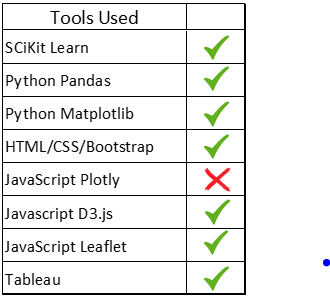 Tools Used
SCiKit Learn
Python Pandas
Python Matplotlib
HTML/CSS/Bootstrap
JavaScript Plotly
Javascript D3.js
JavaScript Leaflet
Tableau